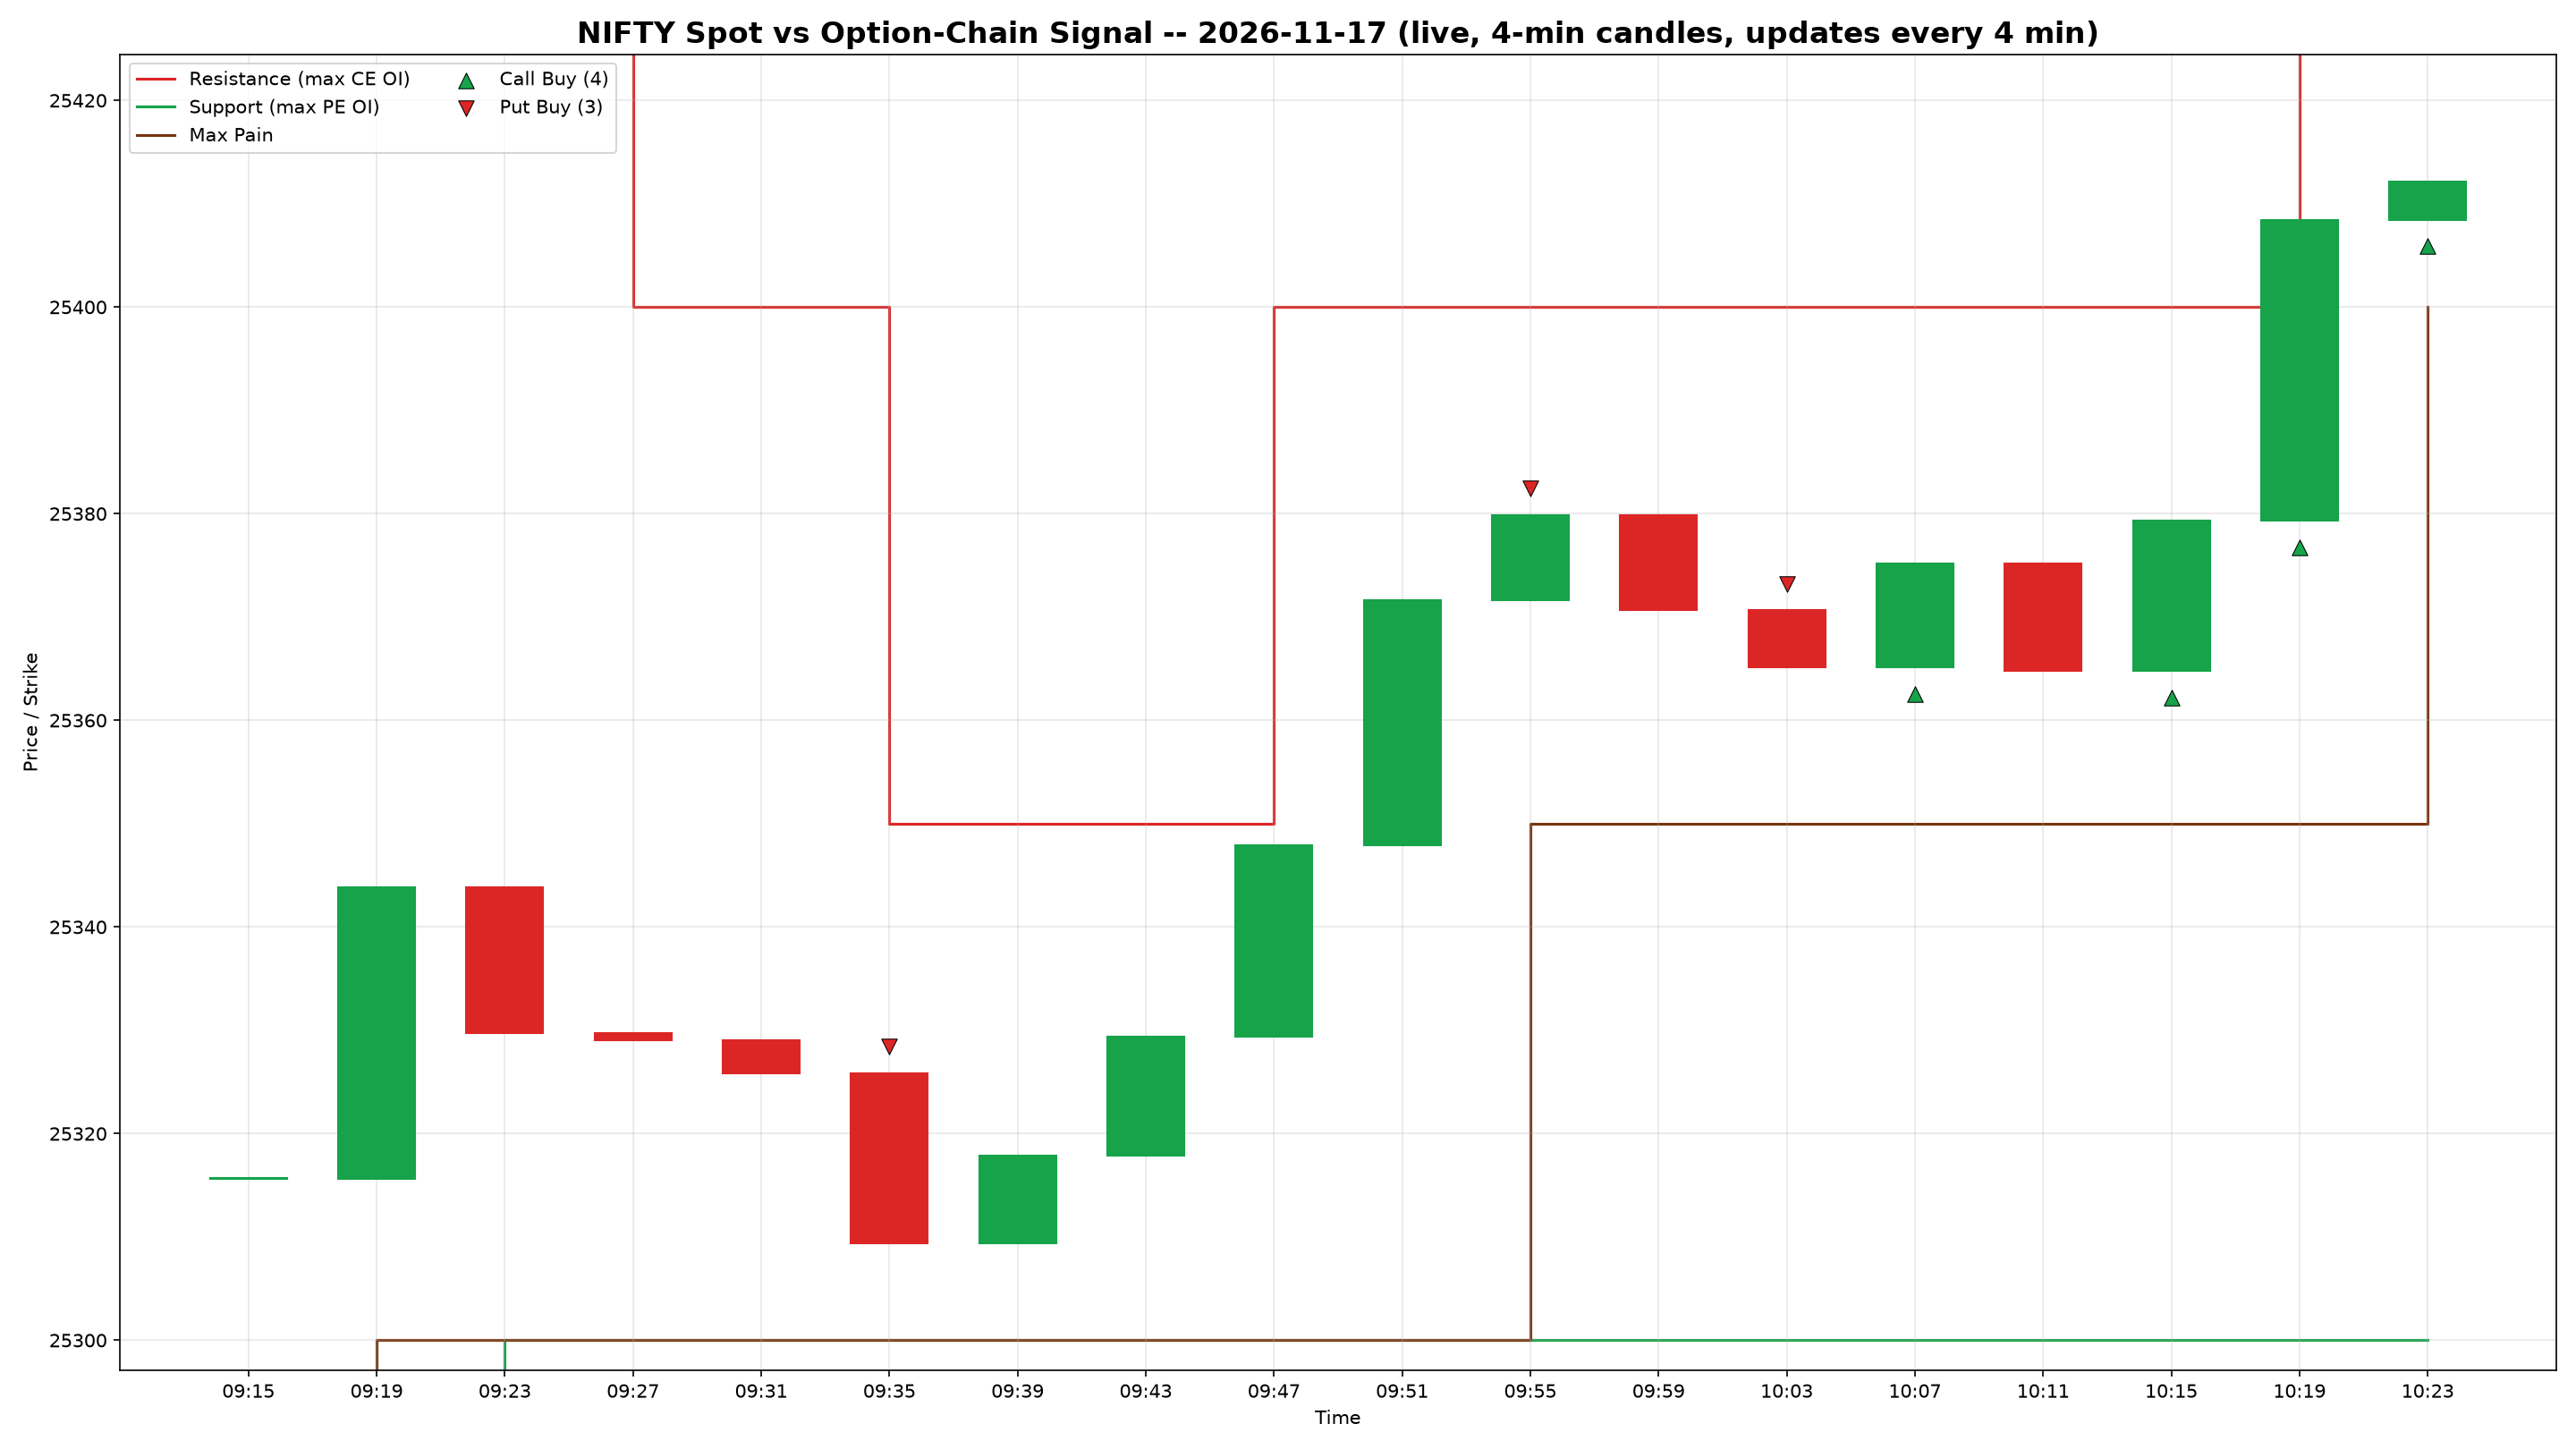 NIFTY Spot vs Option-Chain Signal -- 2026-11-17 (live, 4-min candles, updates every 4 min)
Resistance (max CE OI)
Support (max PE OI)
Max Pain
Call Buy (4)
Put Buy (3)
Price / Strike
25420
25400
25380
25360
25340
25320
25300
09:15 09:19 09:23 09:27 09:31 09:35 09:39 09:43 09:47 09:51 09:55 09:59 10:03 10:07 10:11 10:15 10:19 10:23
Time